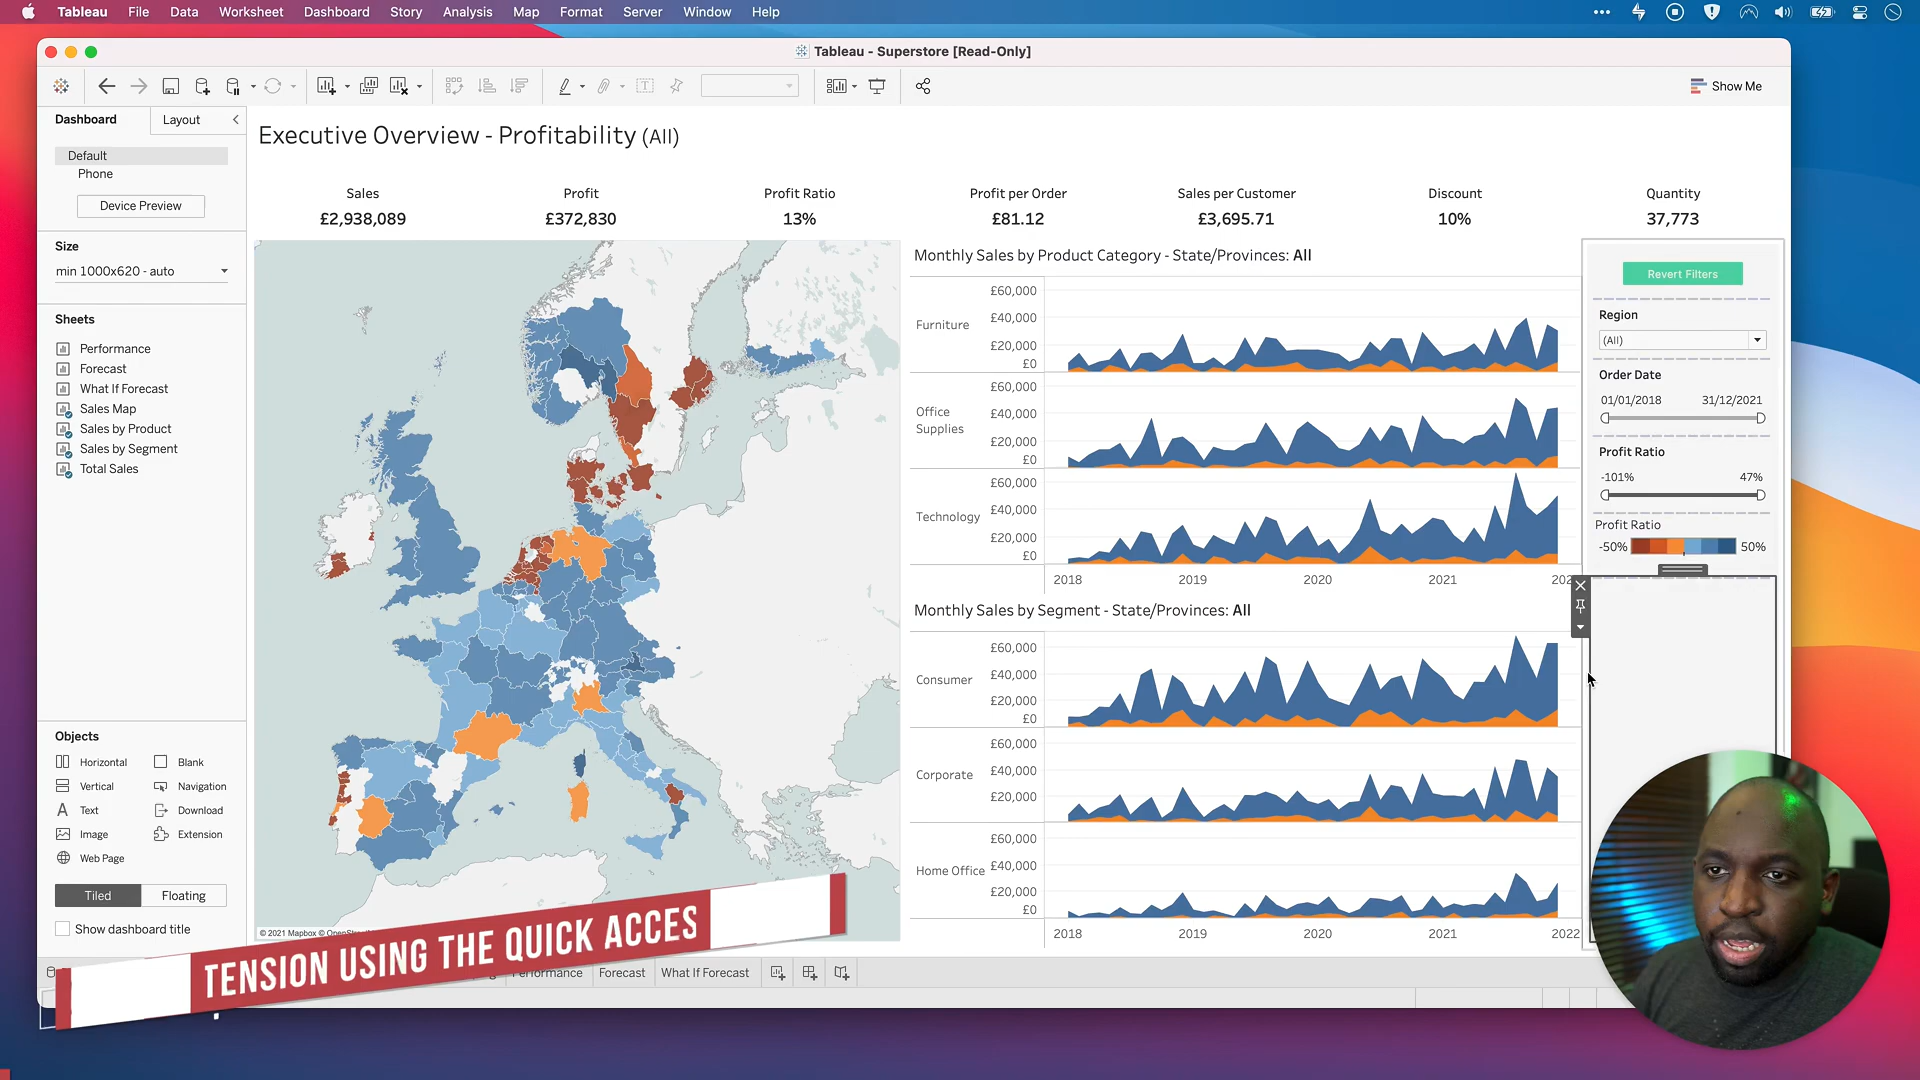 Tableau File Data Worksheet Dashboard Story Analysis Map Format Server Window Help
Tableau - Superstore [Read-Only]
Show Me
Dashboard Layout
Default
Phone
Device Preview
Size
min 1000x620 - auto
Sheets
Performance
Forecast
What If Forecast
Sales Map
Sales by Product
Sales by Segment
Total Sales
Objects
Horizontal Blank
Vertical Navigation
Text Download
Image Extension
Web Page
Tiled Floating
Show dashboard title
Executive Overview - Profitability (All)
Sales Profit Profit Ratio Profit per Order Sales per Customer Discount Quantity
£2,938,089 £372,830 13% £81.12 £3,695.71 10% 37,773
© 2021 Mapbox ©
Monthly Sales by Product Category - State/Provinces: All
Furniture
£60,000
£40,000
£20,000
£0
Office
Supplies
£60,000
£40,000
£20,000
£0
Technology
£60,000
£40,000
£20,000
£0
2018 2019 2020 2021 202
Monthly Sales by Segment - State/Provinces: All
Consumer
£60,000
£40,000
£20,000
£0
Corporate
£60,000
£40,000
£20,000
£0
Home Office
£60,000
£40,000
£20,000
£0
2018 2019 2020 2021 2022
Revert Filters
Region
(All)
Order Date
01/01/2018 31/12/2021
Profit Ratio
-101% 47%
Profit Ratio
-50% 50%
TENSION USING THE QUICK ACCES
Performance Forecast What If Forecast